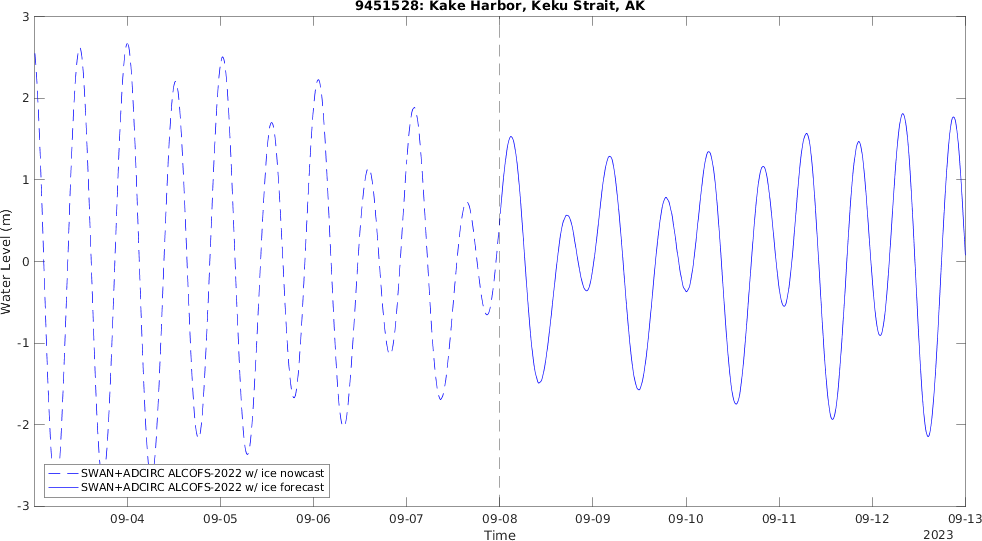 9451528: Kake Harbor, Keku Strait, AK
3
2
1
0
-1
-2
-3
Water Level (m)
SWAN+ADCIRC ALCOFS-2022 w/ ice nowcast
SWAN+ADCIRC ALCOFS-2022 w/ ice forecast
09-04 09-05 09-06 09-07 09-08 09-09 09-10 09-11 09-12 09-13
Time
2023